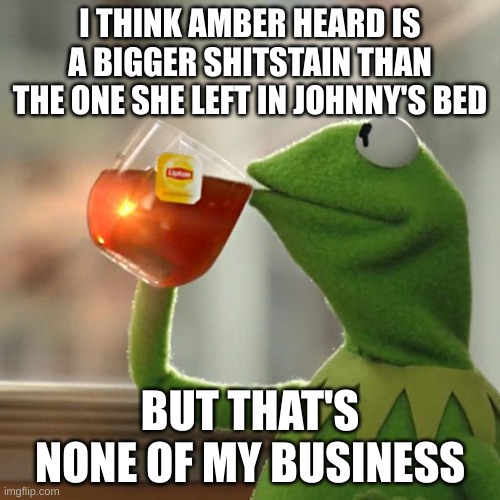 I THINK AMBER HEARD IS
A BIGGER SHITSTAIN THAN
THE ONE SHE LEFT IN JOHNNY'S BED
Lipton
BUT THAT'S
NONE OF MY BUSINESS
imgflip.com